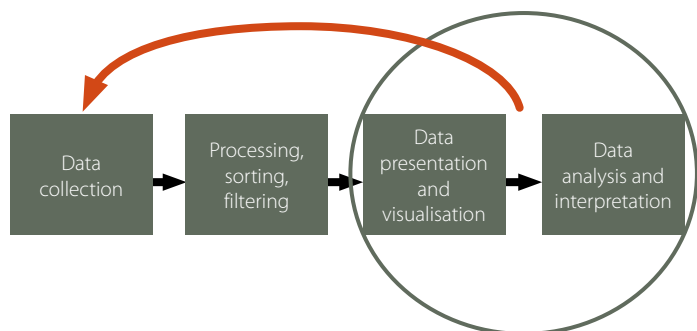 Data
collection
Processing,
sorting,
filtering
Data
presentation
and
visualisation
Data
analysis and
interpretation